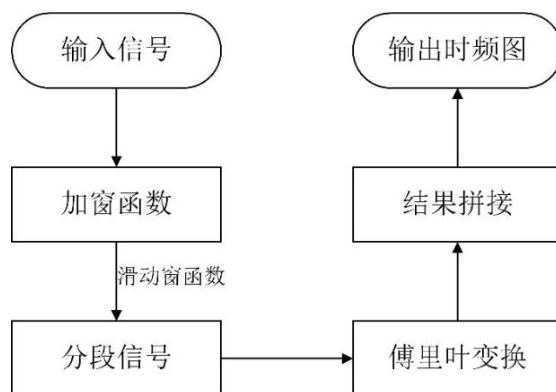 输入信号
加窗函数
滑动窗函数
分段信号
傅里叶变换
结果拼接
输出时频图